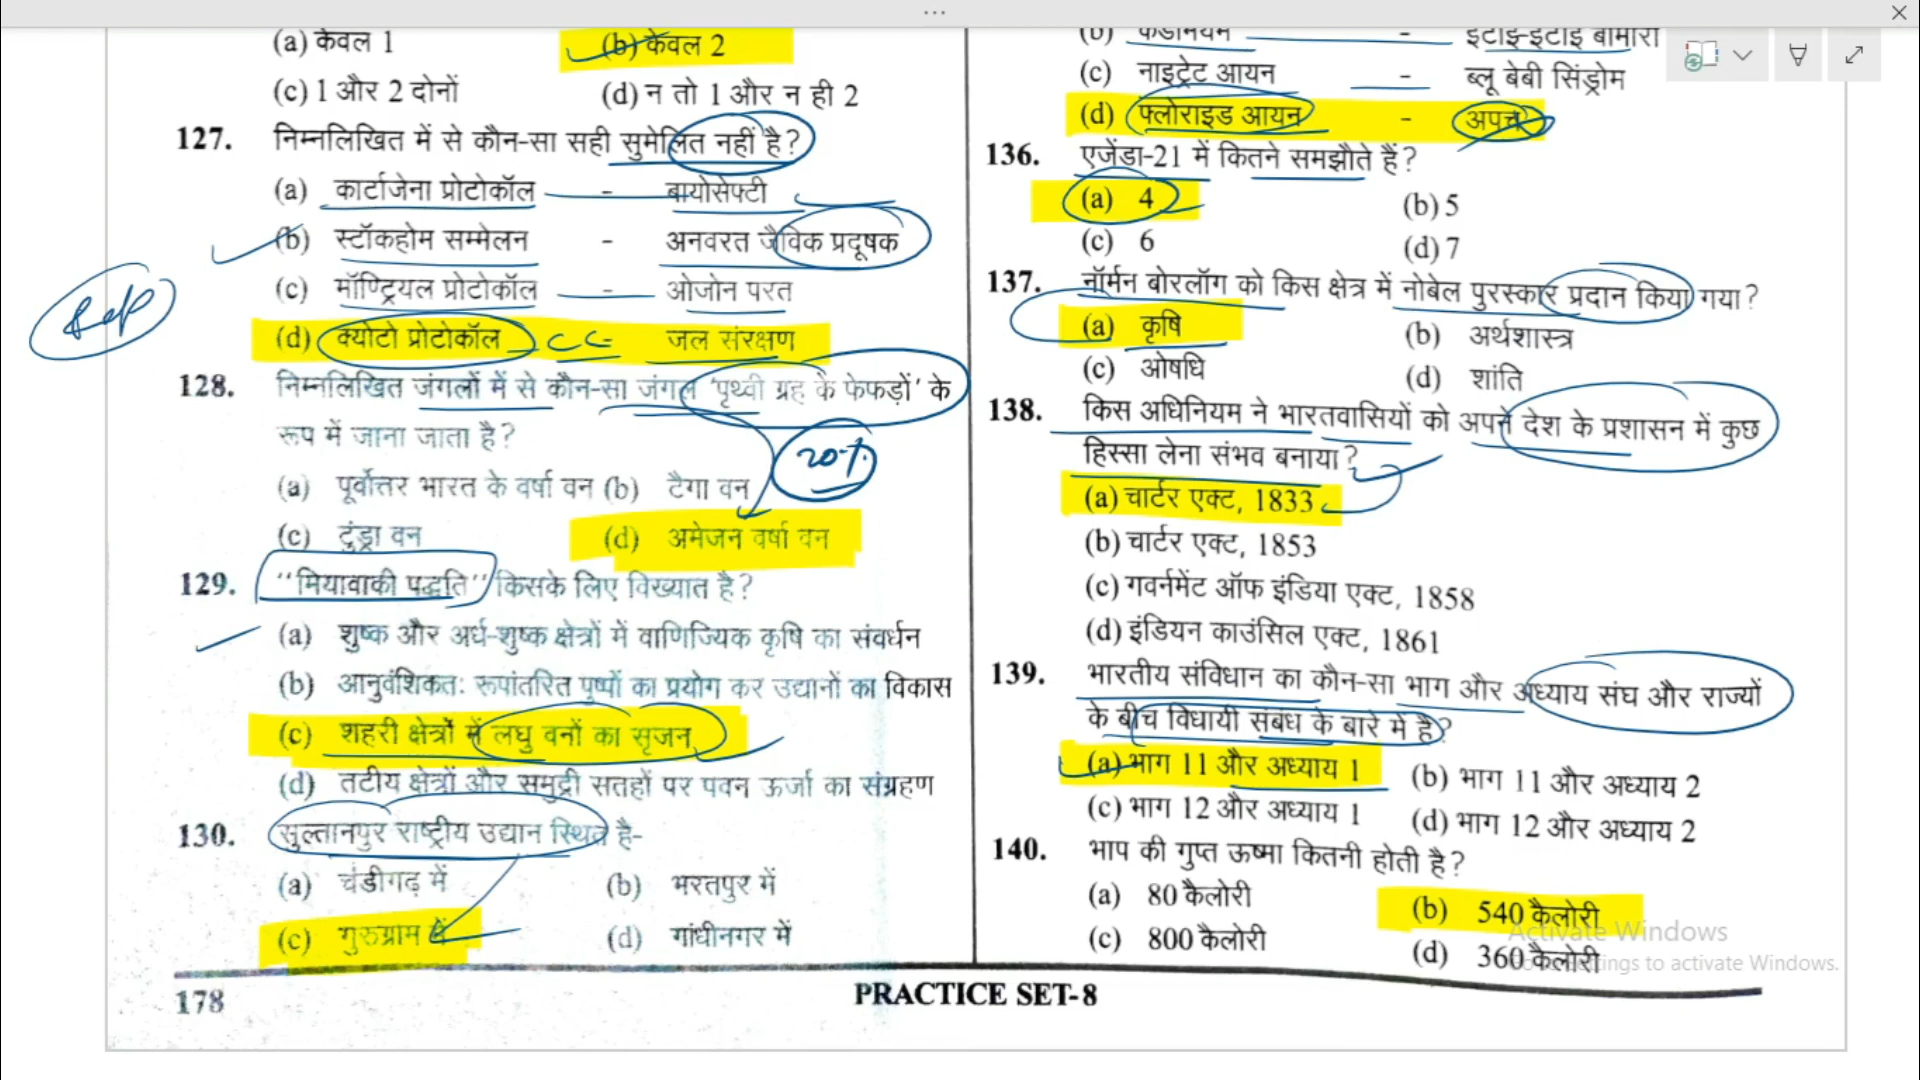 (a) केवल 1 (b) केवल 2
(c) 1 और 2 दोनों (d) न तो 1 और न ही 2
127. निम्नलिखित में से कौन-सा सही सुमेलित नहीं है?
(a) कार्टाजेना प्रोटोकॉल - बायोसेफ्टी
(b) स्टॉकहोम सम्मेलन - अनवरत जैविक प्रदूषक
(c) मॉण्ट्रियल प्रोटोकॉल - ओजोन परत
(d) क्योटो प्रोटोकॉल CC जल संरक्षण
128. निम्नलिखित जंगलों में से कौन-सा जंगल 'पृथ्वी ग्रह के फेफड़ों' के
रूप में जाना जाता है?
20%
(a) पूर्वोत्तर भारत के वर्षा वन (b) टैगा वन
(c) टुंड्रा वन (d) अमेजन वर्षा वन
129. "मियावाकी पद्धति" किसके लिए विख्यात है?
(a) शुष्क और अर्ध-शुष्क क्षेत्रों में वाणिज्यिक कृषि का संवर्धन
(b) आनुवंशिकतः रूपांतरित पुष्पों का प्रयोग कर उद्यानों का विकास
(c) शहरी क्षेत्रों में लघु वनों का सृजन
(d) तटीय क्षेत्रों और समुद्री सतहों पर पवन ऊर्जा का संग्रहण
130. सुल्तानपुर राष्ट्रीय उद्यान स्थित है-
(a) चंडीगढ़ में (b) भरतपुर में
(c) गुरुग्राम में (d) गांधीनगर में
(b) कैडमियम - इटाई-इटाई बीमारी
(c) नाइट्रेट आयन - ब्लू बेबी सिंड्रोम
(d) फ्लोराइड आयन - अपच
136. एजेंडा-21 में कितने समझौते हैं?
(a) 4 (b) 5
(c) 6 (d) 7
137. नॉर्मन बोरलॉग को किस क्षेत्र में नोबेल पुरस्कार प्रदान किया गया?
(a) कृषि (b) अर्थशास्त्र
(c) ओषधि (d) शांति
138. किस अधिनियम ने भारतवासियों को अपने देश के प्रशासन में कुछ
हिस्सा लेना संभव बनाया?
(a) चार्टर एक्ट, 1833
(b) चार्टर एक्ट, 1853
(c) गवर्नमेंट ऑफ इंडिया एक्ट, 1858
(d) इंडियन काउंसिल एक्ट, 1861
139. भारतीय संविधान का कौन-सा भाग और अध्याय संघ और राज्यों
के बीच विधायी संबंध के बारे में है?
(a) भाग 11 और अध्याय 1 (b) भाग 11 और अध्याय 2
(c) भाग 12 और अध्याय 1 (d) भाग 12 और अध्याय 2
140. भाप की गुप्त ऊष्मा कितनी होती है?
(a) 80 कैलोरी (b) 540 कैलोरी
(c) 800 कैलोरी (d) 360 कैलोरी
Activate Windows
to activate Windows.
178 PRACTICE SET-8